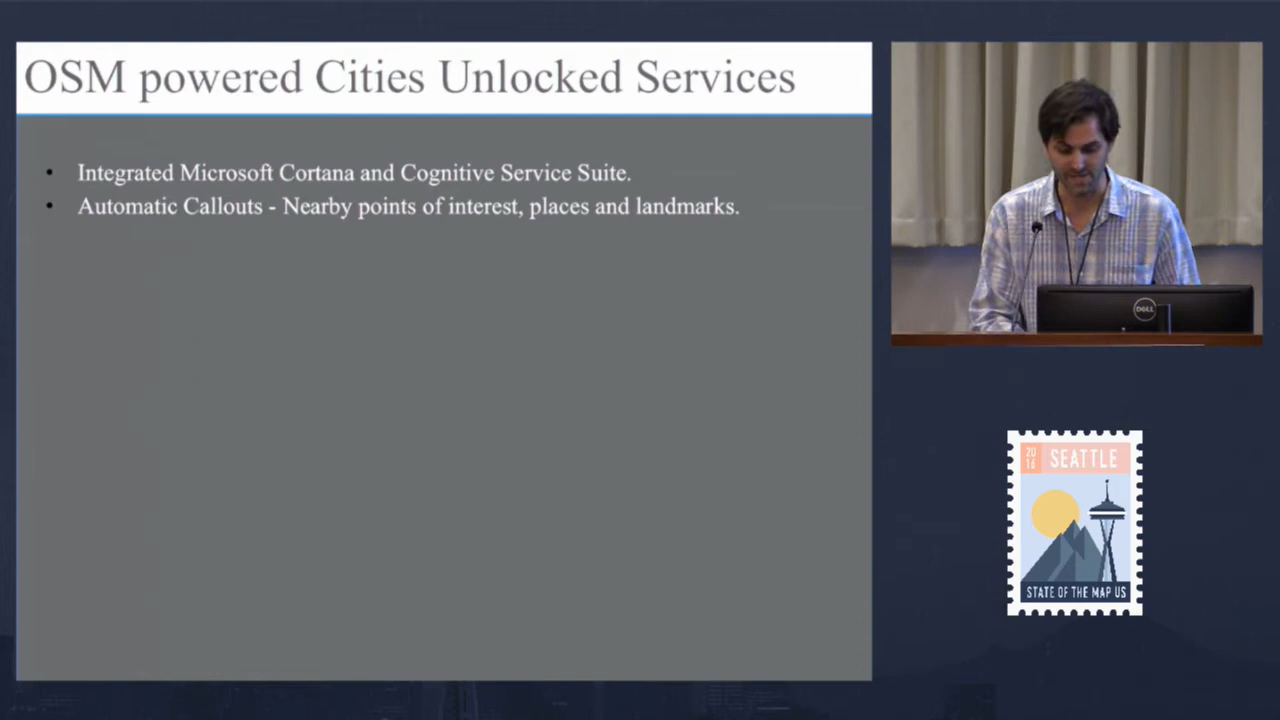 OSM powered Cities Unlocked Services
• Integrated Microsoft Cortana and Cognitive Service Suite.
• Automatic Callouts - Nearby points of interest, places and landmarks.
DELL
20
16
SEATTLE
STATE OF THE MAP US